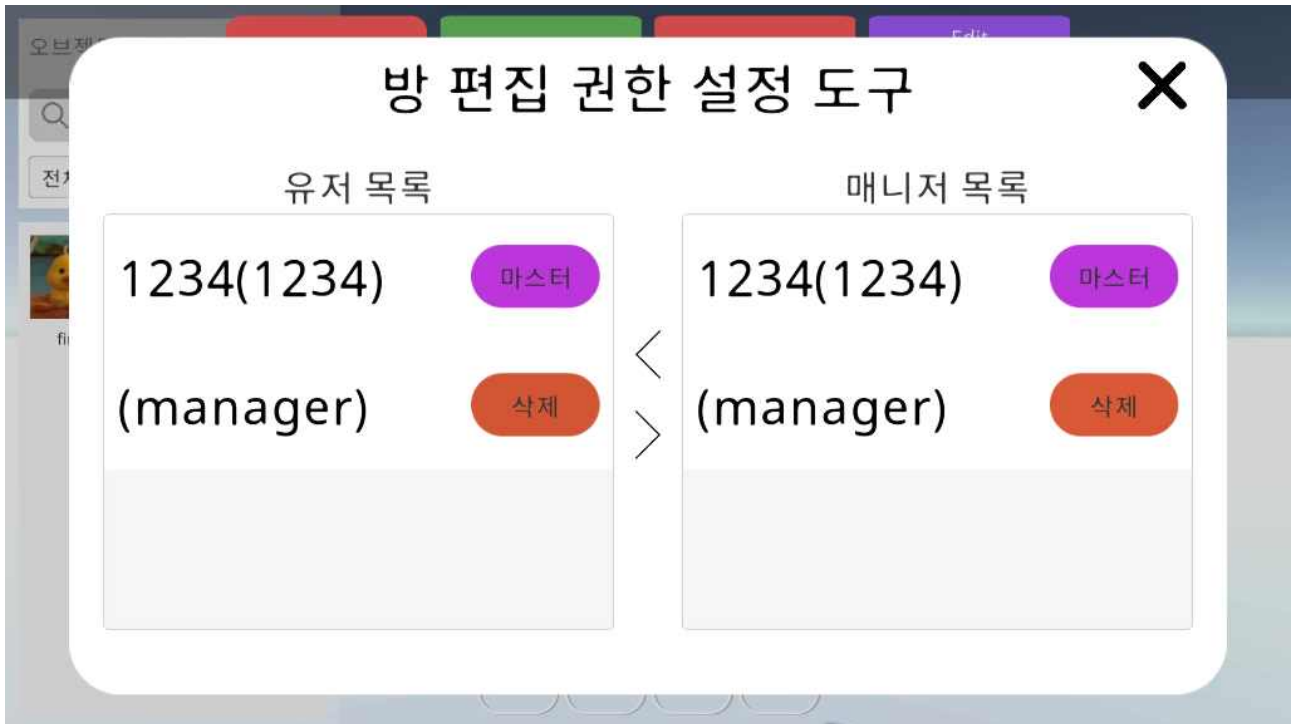 방 편집 권한 설정 도구
유저 목록
1234(1234) 마스터
(manager) 삭제
매니저 목록
1234(1234) 마스터
(manager) 삭제